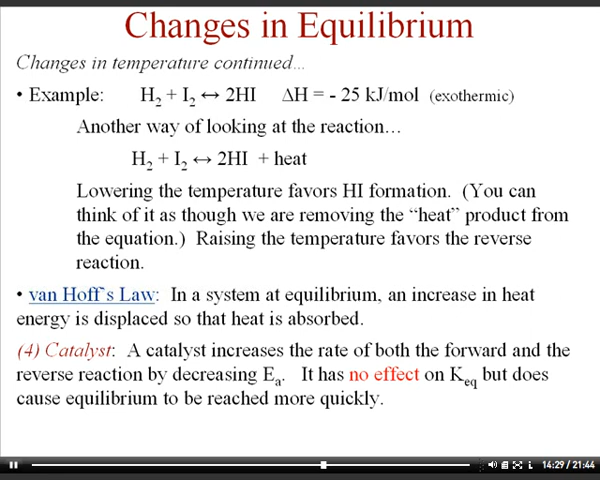 Changes in Equilibrium
Changes in temperature continued…
• Example: H₂ + I₂ ↔ 2HI ΔH = - 25 kJ/mol (exothermic)
Another way of looking at the reaction…
H₂ + I₂ ↔ 2HI + heat
Lowering the temperature favors HI formation. (You can
think of it as though we are removing the “heat” product from
the equation.) Raising the temperature favors the reverse
reaction.
• van Hoff`s Law: In a system at equilibrium, an increase in heat
energy is displaced so that heat is absorbed.
(4) Catalyst: A catalyst increases the rate of both the forward and the
reverse reaction by decreasing Eₐ. It has no effect on Keq but does
cause equilibrium to be reached more quickly.
14:29 / 21:44